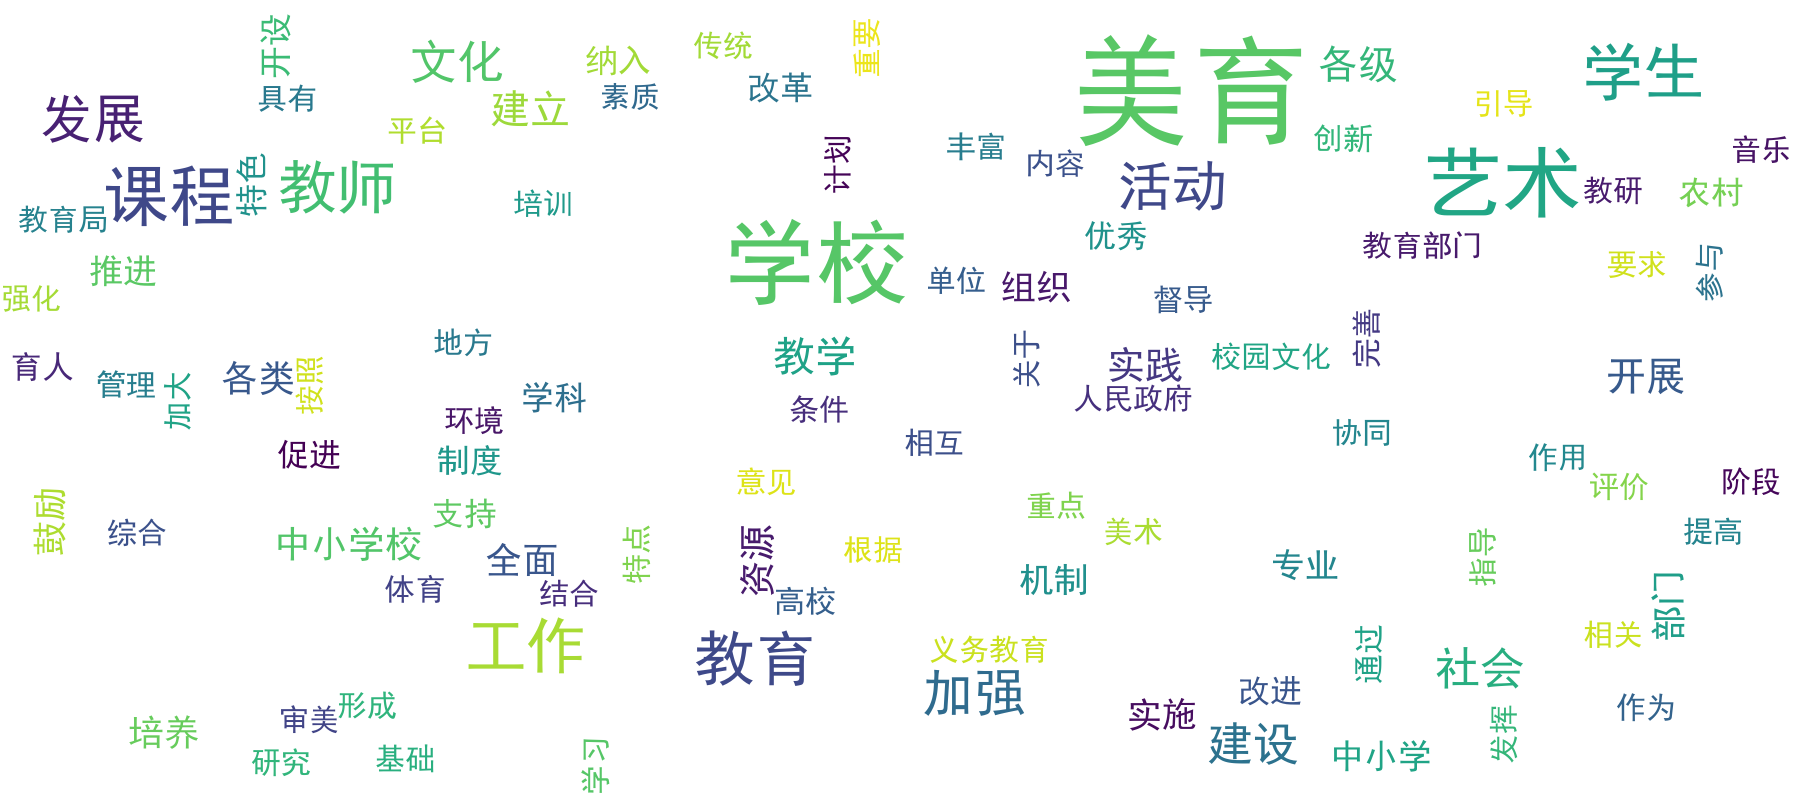 开设
文化
纳入
传统
重要
美育
各级
学生
发展
具有
建立
素质
改革
引导
平台
创新
音乐
课程
特色
教师
计划
丰富
内容
活动
艺术
教研
农村
教育局
培训
学校
优秀
教育部门
要求
参与
推进
单位
组织
督导
强化
地方
教学
关于
实践
校园文化
完善
开展
育人
管理
加大
各类
按照
学科
条件
人民政府
环境
相互
协同
促进
制度
作用
意见
评价
阶段
鼓励
综合
支持
重点
美术
提高
中小学校
全面
特点
资源
根据
机制
专业
指导
体育
结合
高校
部门
工作
教育
义务教育
通过
社会
相关
加强
培养
审美
形成
实施
改进
作为
研究
基础
学习
建设
中小学
发挥